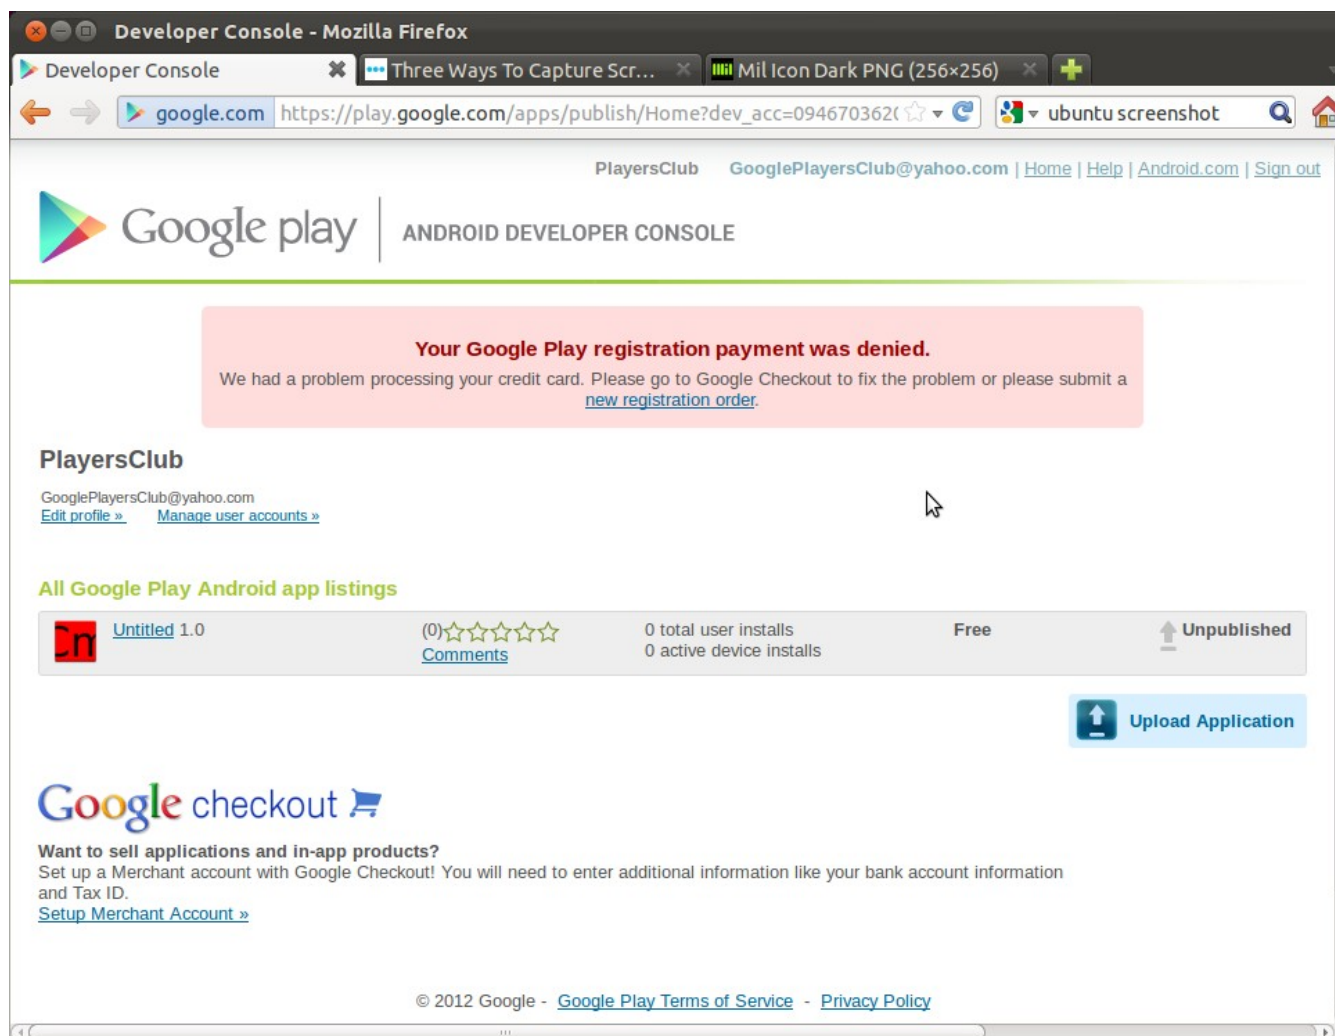 Developer Console - Mozilla Firefox
Developer Console
Three Ways To Capture Scr...
Mil Icon Dark PNG (256×256)
google.com https://play.google.com/apps/publish/Home?dev_acc=094670362
ubuntu screenshot
PlayersClub GooglePlayersClub@yahoo.com | Home | Help | Android.com | Sign out
Google play ANDROID DEVELOPER CONSOLE
Your Google Play registration payment was denied.
We had a problem processing your credit card. Please go to Google Checkout to fix the problem or please submit a
new registration order.
PlayersClub
GooglePlayersClub@yahoo.com
Edit profile » Manage user accounts »
All Google Play Android app listings
Cm
Untitled 1.0 (0) 0 total user installs Free Unpublished
Comments 0 active device installs
Upload Application
Google checkout
Want to sell applications and in-app products?
Set up a Merchant account with Google Checkout! You will need to enter additional information like your bank account information
and Tax ID.
Setup Merchant Account »
© 2012 Google - Google Play Terms of Service - Privacy Policy